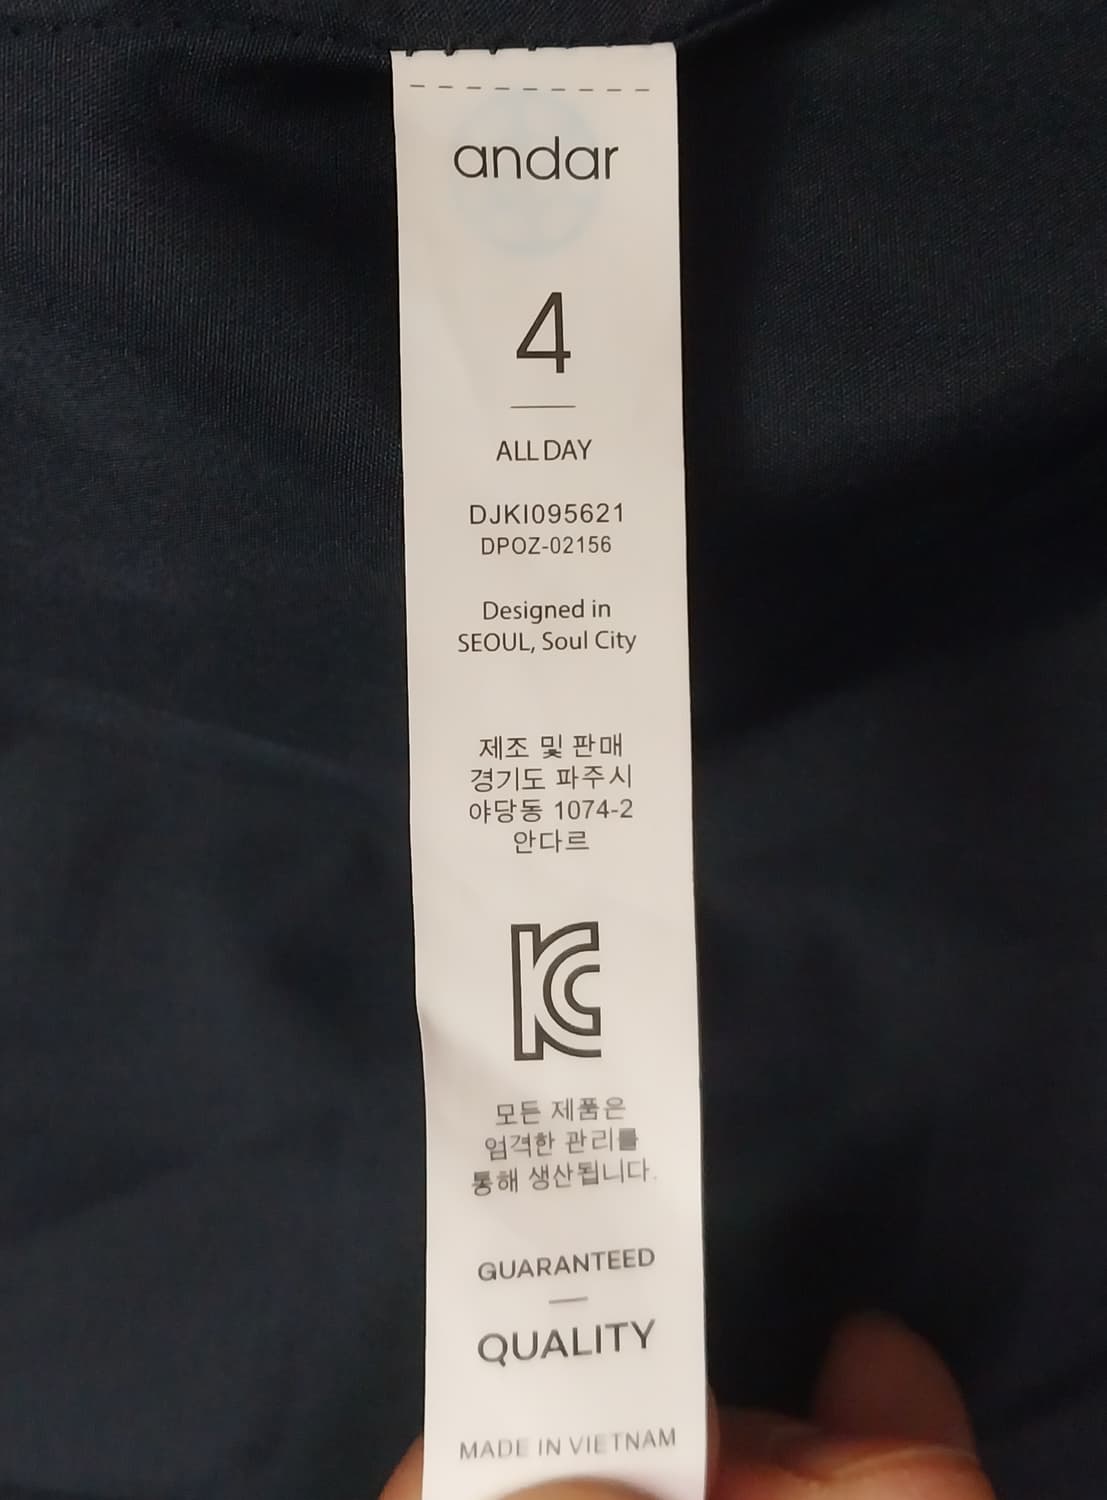 andar
4
ALL DAY
DJKI095621
DPOZ-02156
Designed in
SEOUL, Soul City
제조 및 판매
경기도 파주시
야당동 1074-2
안다르
KC
모든 제품은
엄격한 관리를
통해 생산됩니다.
GUARANTEED
QUALITY
MADE IN VIETNAM